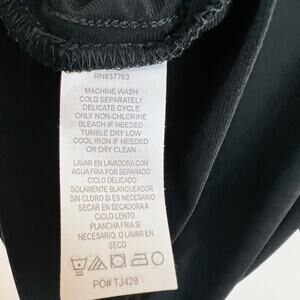 RN#37763
MACHINE WASH
COLD SEPARATELY
DELICATE CYCLE
ONLY NON-CHLORINE
BLEACH IF NEEDED
TUMBLE DRY LOW
COOL IRON IF NEEDED
OR DRY CLEAN
LAVAR EN LAVADORA CON
AGUA FRIA POR SEPARADO
CICLO DELICADO
SOLAMENTE BLANQUEADOR
SIN CLORO SI ES NECESARIO
SECAR EN SECADORA A
CICLO LENTO
PLANCHA FRIA SI
NECESARIO, O LAVAR EN
SECO
PO# TJ428